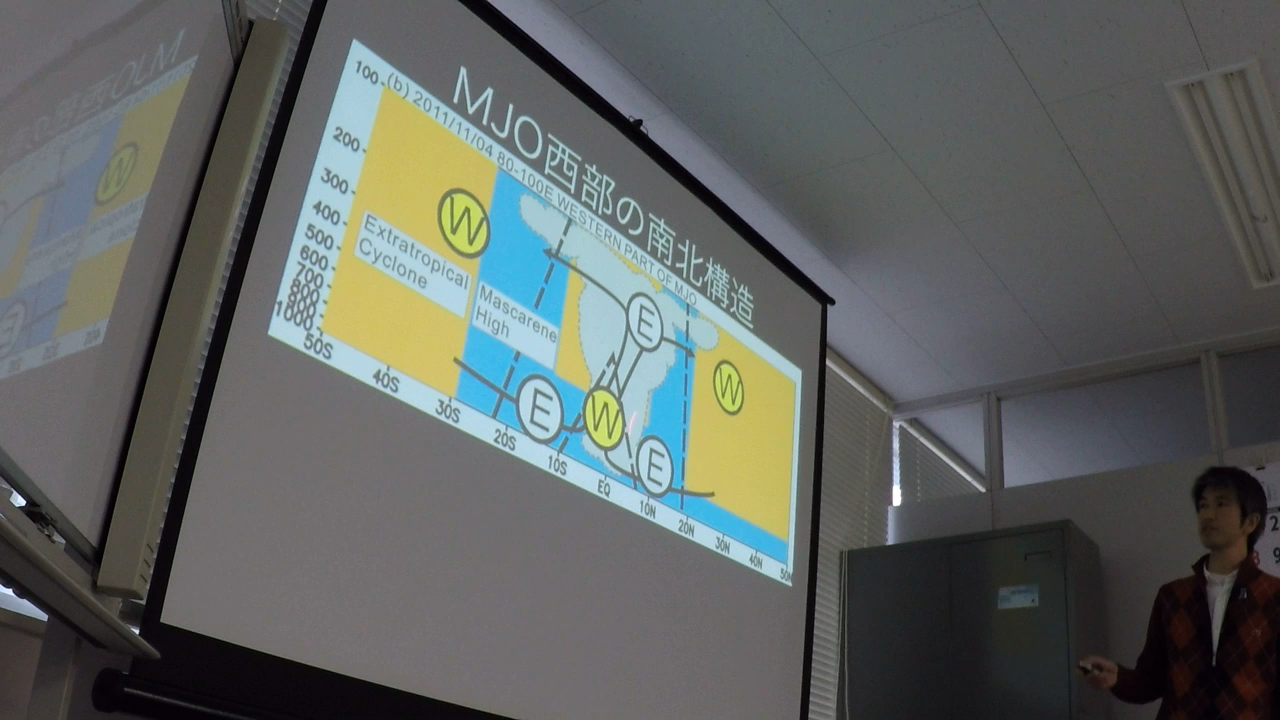 MJO西部の南北構造
(b) 2011/11/04 80-100E WESTERN PART OF MJO
100
200
300
400
500
600
700
800
900
1000
W
Extratropical
Cyclone
Mascarene
High
E
W
E
W
E
50S
40S
30S
20S
10S
EQ
10N
20N
30N
40N
50N